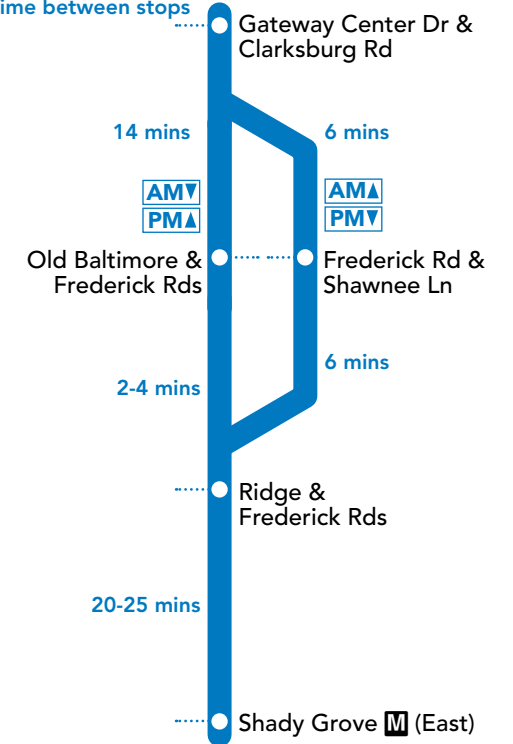 ime between stops
Gateway Center Dr &
Clarksburg Rd
14 mins
6 mins
AM▼
PM▲
AM▲
PM▼
Old Baltimore &
Frederick Rds
Frederick Rd &
Shawnee Ln
6 mins
2-4 mins
Ridge &
Frederick Rds
20-25 mins
Shady Grove M (East)